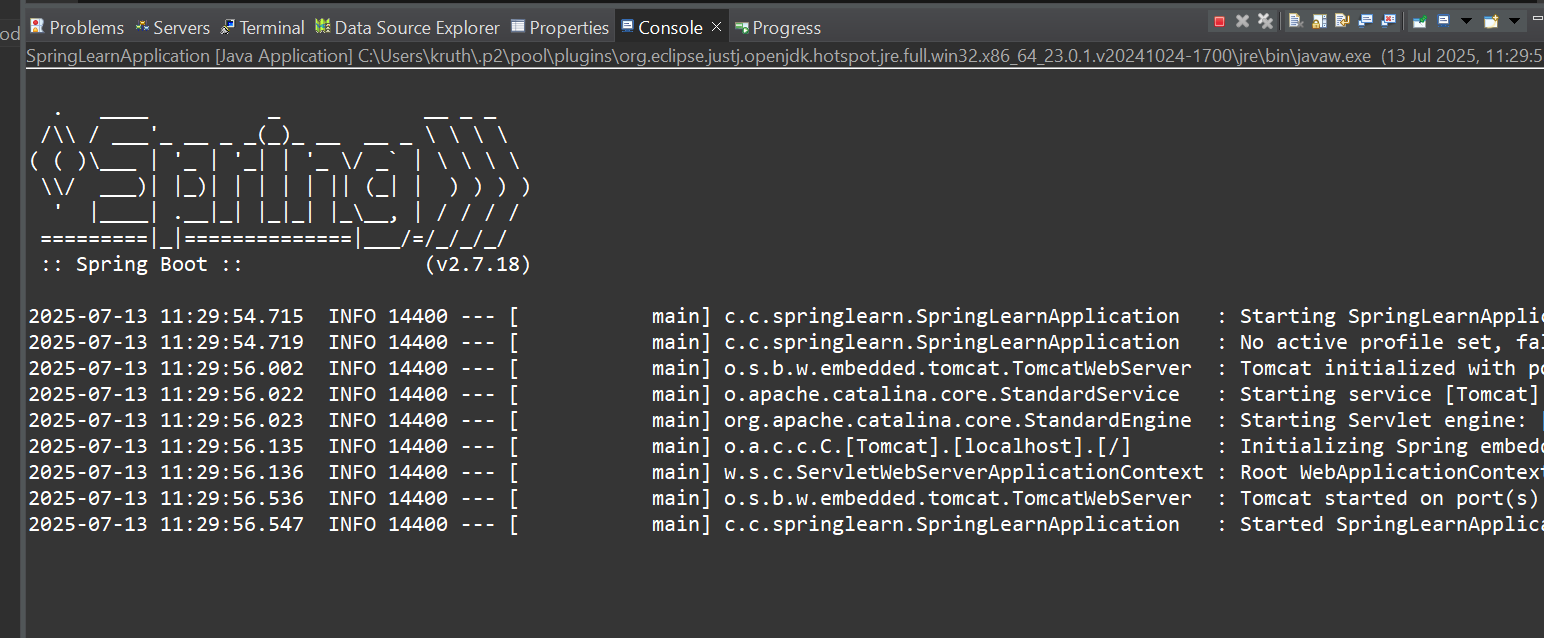 Problems Servers Terminal Data Source Explorer Properties Console Progress
SpringLearnApplication [Java Application] C:\Users\kruth\.p2\pool\plugins\org.eclipse.justj.openjdk.hotspot.jre.full.win32.x86_64_23.0.1.v20241024-1700\jre\bin\javaw.exe (13 Jul 2025, 11:29:5
  .   ____          _            __ _ _
 /\\ / ___'_ __ _ _(_)_ __  __ _ \ \ \ \
( ( )\___ | '_ | '_| | '_ \/ _` | \ \ \ \
 \\/  ___)| |_)| | | | | || (_| |  ) ) ) )
  '  |____| .__|_| |_|_| |_\__, | / / / /
 =========|_|==============|___/=/_/_/_/
 :: Spring Boot ::               (v2.7.18)
2025-07-13 11:29:54.715  INFO 14400 --- [           main] c.c.springlearn.SpringLearnApplication   : Starting SpringLearnApplic
2025-07-13 11:29:54.719  INFO 14400 --- [           main] c.c.springlearn.SpringLearnApplication   : No active profile set, fal
2025-07-13 11:29:56.002  INFO 14400 --- [           main] o.s.b.w.embedded.tomcat.TomcatWebServer  : Tomcat initialized with po
2025-07-13 11:29:56.022  INFO 14400 --- [           main] o.apache.catalina.core.StandardService   : Starting service [Tomcat]
2025-07-13 11:29:56.023  INFO 14400 --- [           main] org.apache.catalina.core.StandardEngine  : Starting Servlet engine: [
2025-07-13 11:29:56.135  INFO 14400 --- [           main] o.a.c.c.C.[Tomcat].[localhost].[/]       : Initializing Spring embedd
2025-07-13 11:29:56.136  INFO 14400 --- [           main] w.s.c.ServletWebServerApplicationContext : Root WebApplicationContext
2025-07-13 11:29:56.536  INFO 14400 --- [           main] o.s.b.w.embedded.tomcat.TomcatWebServer  : Tomcat started on port(s)
2025-07-13 11:29:56.547  INFO 14400 --- [           main] c.c.springlearn.SpringLearnApplication   : Started SpringLearnApplica